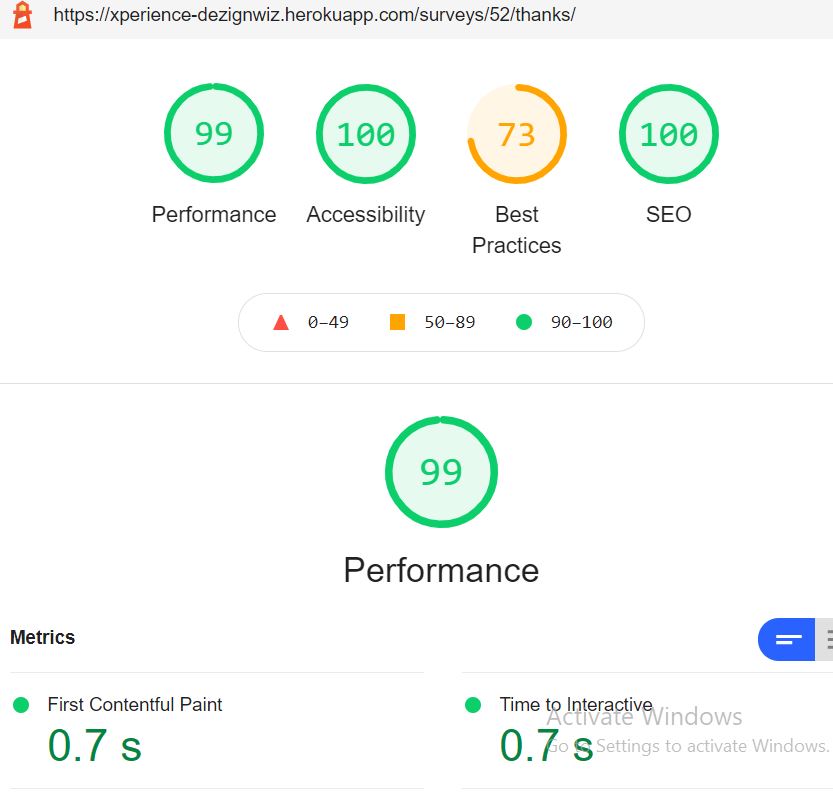 https://xperience-dezignwiz.herokuapp.com/surveys/52/thanks/
99 100 73 100
Performance Accessibility Best Practices SEO
0–49 50–89 90–100
99
Performance
Metrics
First Contentful Paint Time to Interactive
0.7 s 0.7 s
Activate Windows
Go to Settings to activate Windows.